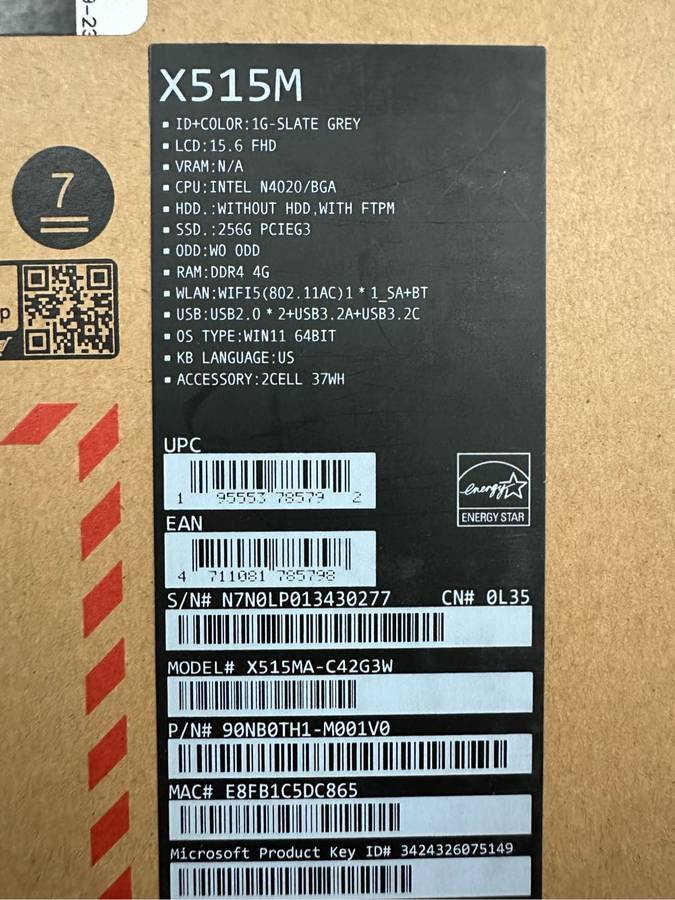 9-23
X515M
▪ ID+COLOR:1G-SLATE GREY
▪ LCD:15.6 FHD
▪ VRAM:N/A
▪ CPU:INTEL N4020/BGA
▪ HDD.:WITHOUT HDD,WITH FTPM
▪ SSD.:256G PCIEG3
▪ ODD:WO ODD
▪ RAM:DDR4 4G
▪ WLAN:WIFI5(802.11AC)1*1_SA+BT
▪ USB:USB2.0*2+USB3.2A+USB3.2C
▪ OS TYPE:WIN11 64BIT
▪ KB LANGUAGE:US
▪ ACCESSORY:2CELL 37WH
7
p
UPC
1 95553 78579 2
EAN
4 711081 785798
energy
ENERGY STAR
S/N# N7N0LP013430277 CN# 0L35
MODEL# X515MA-C42G3W
P/N# 90NB0TH1-M001V0
MAC# E8FB1C5DC865
Microsoft Product Key ID# 3424326075149